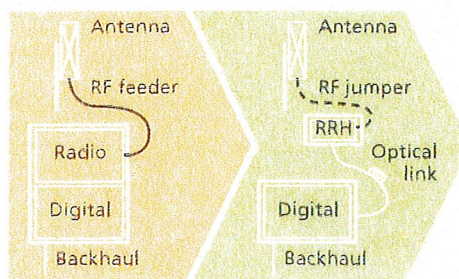 Antenna
RF feeder
Radio
Digital
Backhaul
Antenna
RF jumper
RRH
Optical
link
Digital
Backhaul